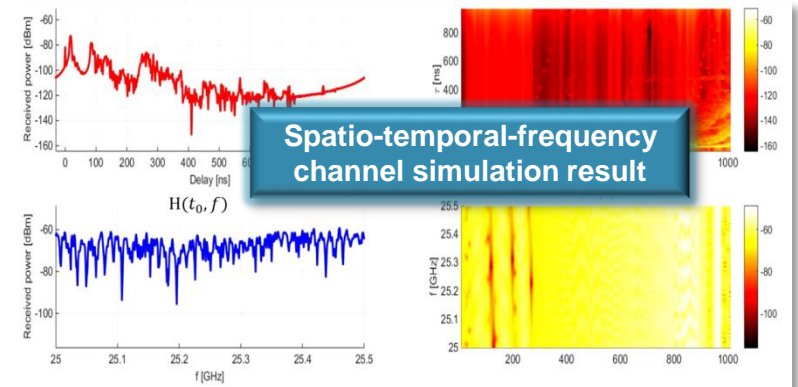 -60
-80
-100
-120
-140
-160
Received power [dBm]
0 100 200 300 400 500
Delay [ns]
800
600
400
τ [ns]
1000
-60
-80
-100
-120
-140
-160
Spatio-temporal-frequency
channel simulation result
H(t₀, f)
-60
-80
-100
Received power [dBm]
25 25.1 25.2 25.3 25.4 25.5
f [GHz]
25.5
25.4
25.3
25.2
25.1
25
f [GHz]
200 400 600 800 1000
-60
-80
-100